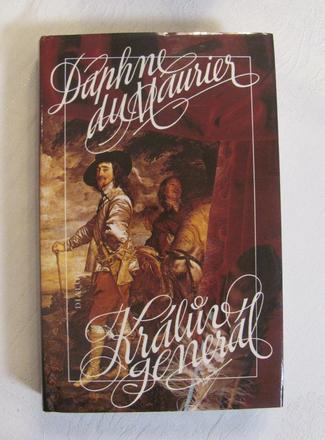 Daphne
du Maurier
Králův
generál